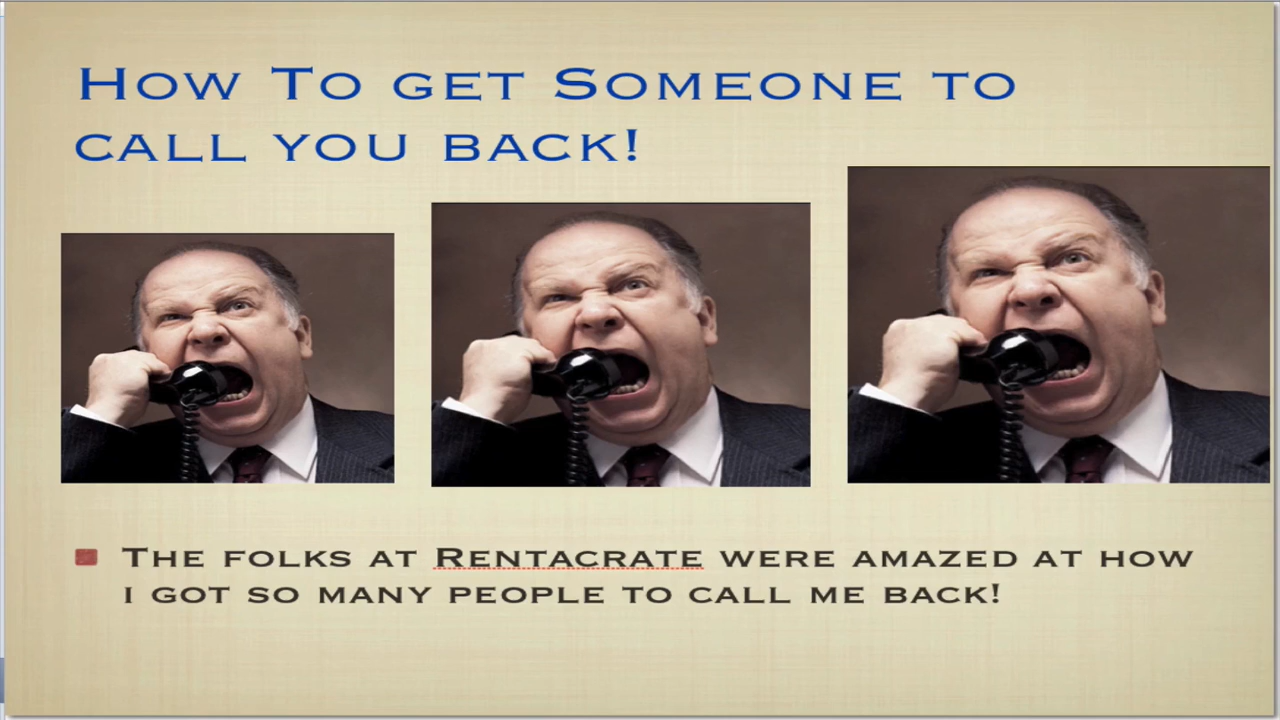 How To get Someone to
call you back!
The folks at Rentacrate were amazed at how
I got so many people to call me back!